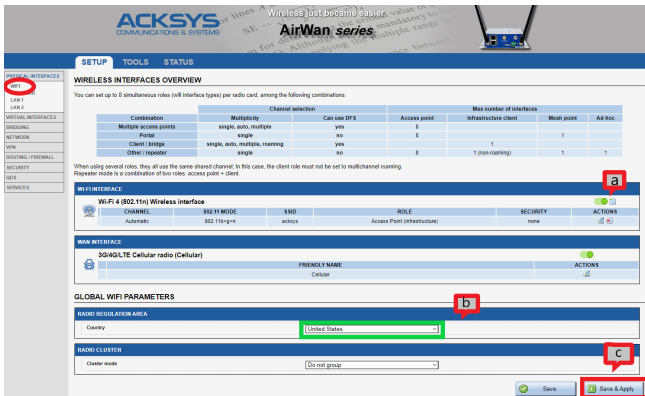 ACKSYS
COMMUNICATIONS & SYSTEMS
Wireless just became easier
AirWan series
SETUP TOOLS STATUS
PHYSICAL INTERFACES
WIFI
LAN 1
LAN 2
VIRTUAL INTERFACES
BRIDGING
NETWORK
VPN
ROUTING / FIREWALL
SECURITY
QOS
SERVICES
WIRELESS INTERFACES OVERVIEW
You can set up to 8 simultaneous roles (wifi interface types) per radio card, among the following combinations:
Channel selection Max number of interfaces
Combination Multiplicity Can use DFS Access point Infrastructure client Mesh point Ad-hoc
Multiple access points single, auto, multiple yes 8
Portal single no 8 1
Client / bridge single, auto, multiple, roaming yes 1
Other / repeater single no 8 1 (non-roaming) 1 1
When using several roles, they all use the same shared channel; in this case, the client role must not be set to multichannel roaming.
Repeater mode is a combination of two roles: access point + client.
a
WI-FI INTERFACE
Wi-Fi 4 (802.11n) Wireless interface
CHANNEL 802.11 MODE SSID ROLE SECURITY ACTIONS
Automatic 802.11b+g+n acksys Access Point (infrastructure) none
WAN INTERFACE
3G/4G/LTE Cellular radio (Cellular)
FRIENDLY NAME ACTIONS
Cellular
GLOBAL WIFI PARAMETERS
b
RADIO REGULATION AREA
Country United States
RADIO CLUSTER
c
Cluster mode Do not group
Save Save & Apply